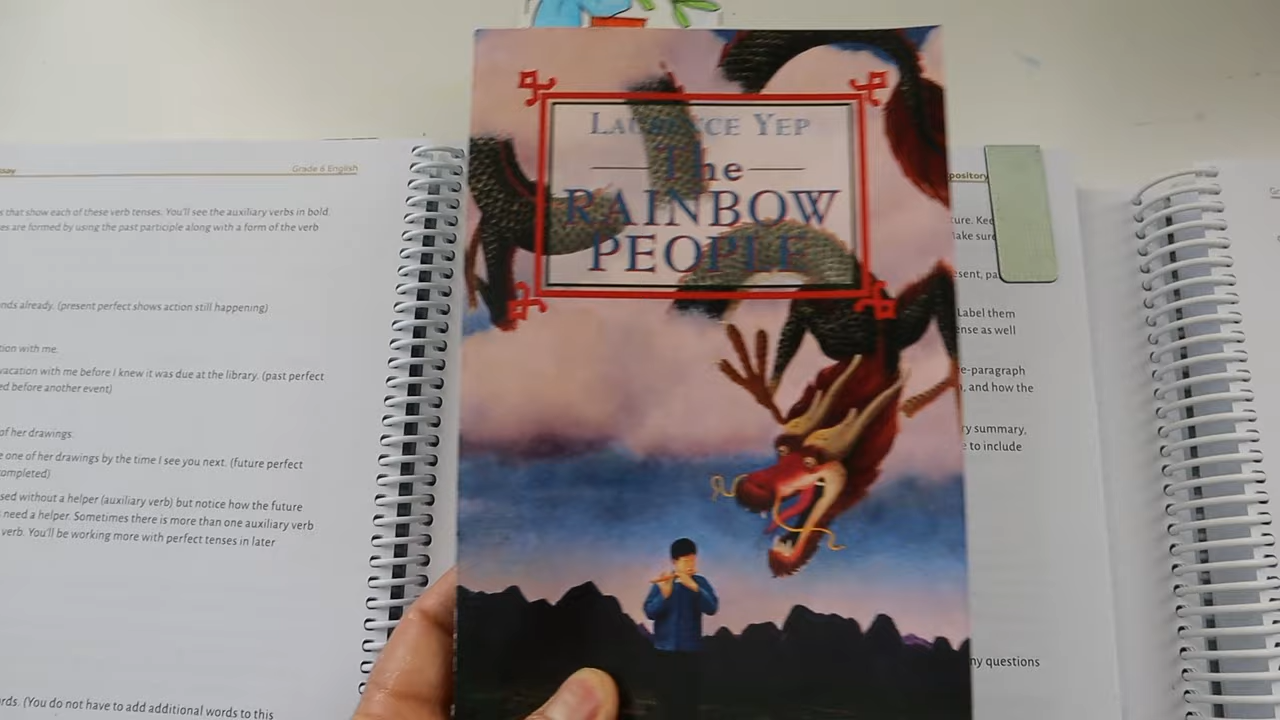 Grade 6 English
s that show each of these verb tenses. You'll see the auxiliary verbs in bold.
es are formed by using the past participle along with a form of the verb
nds already. (present perfect shows action still happening)
tion with me.
vacation with me before I knew it was due at the library. (past perfect
ed before another event)
of her drawings.
e one of her drawings by the time I see you next. (future perfect
completed)
sed without a helper (auxiliary verb) but notice how the future
need a helper. Sometimes there is more than one auxiliary verb
verb. You'll be working more with perfect tenses in later
rds. (You do not have to add additional words to this
LAURENCE YEP
The
RAINBOW
PEOPLE
pository
ture. Kee
Make sure
esent, pa
Label them
ense as well
e-paragraph
, and how the
ry summary,
e to include
ny questions